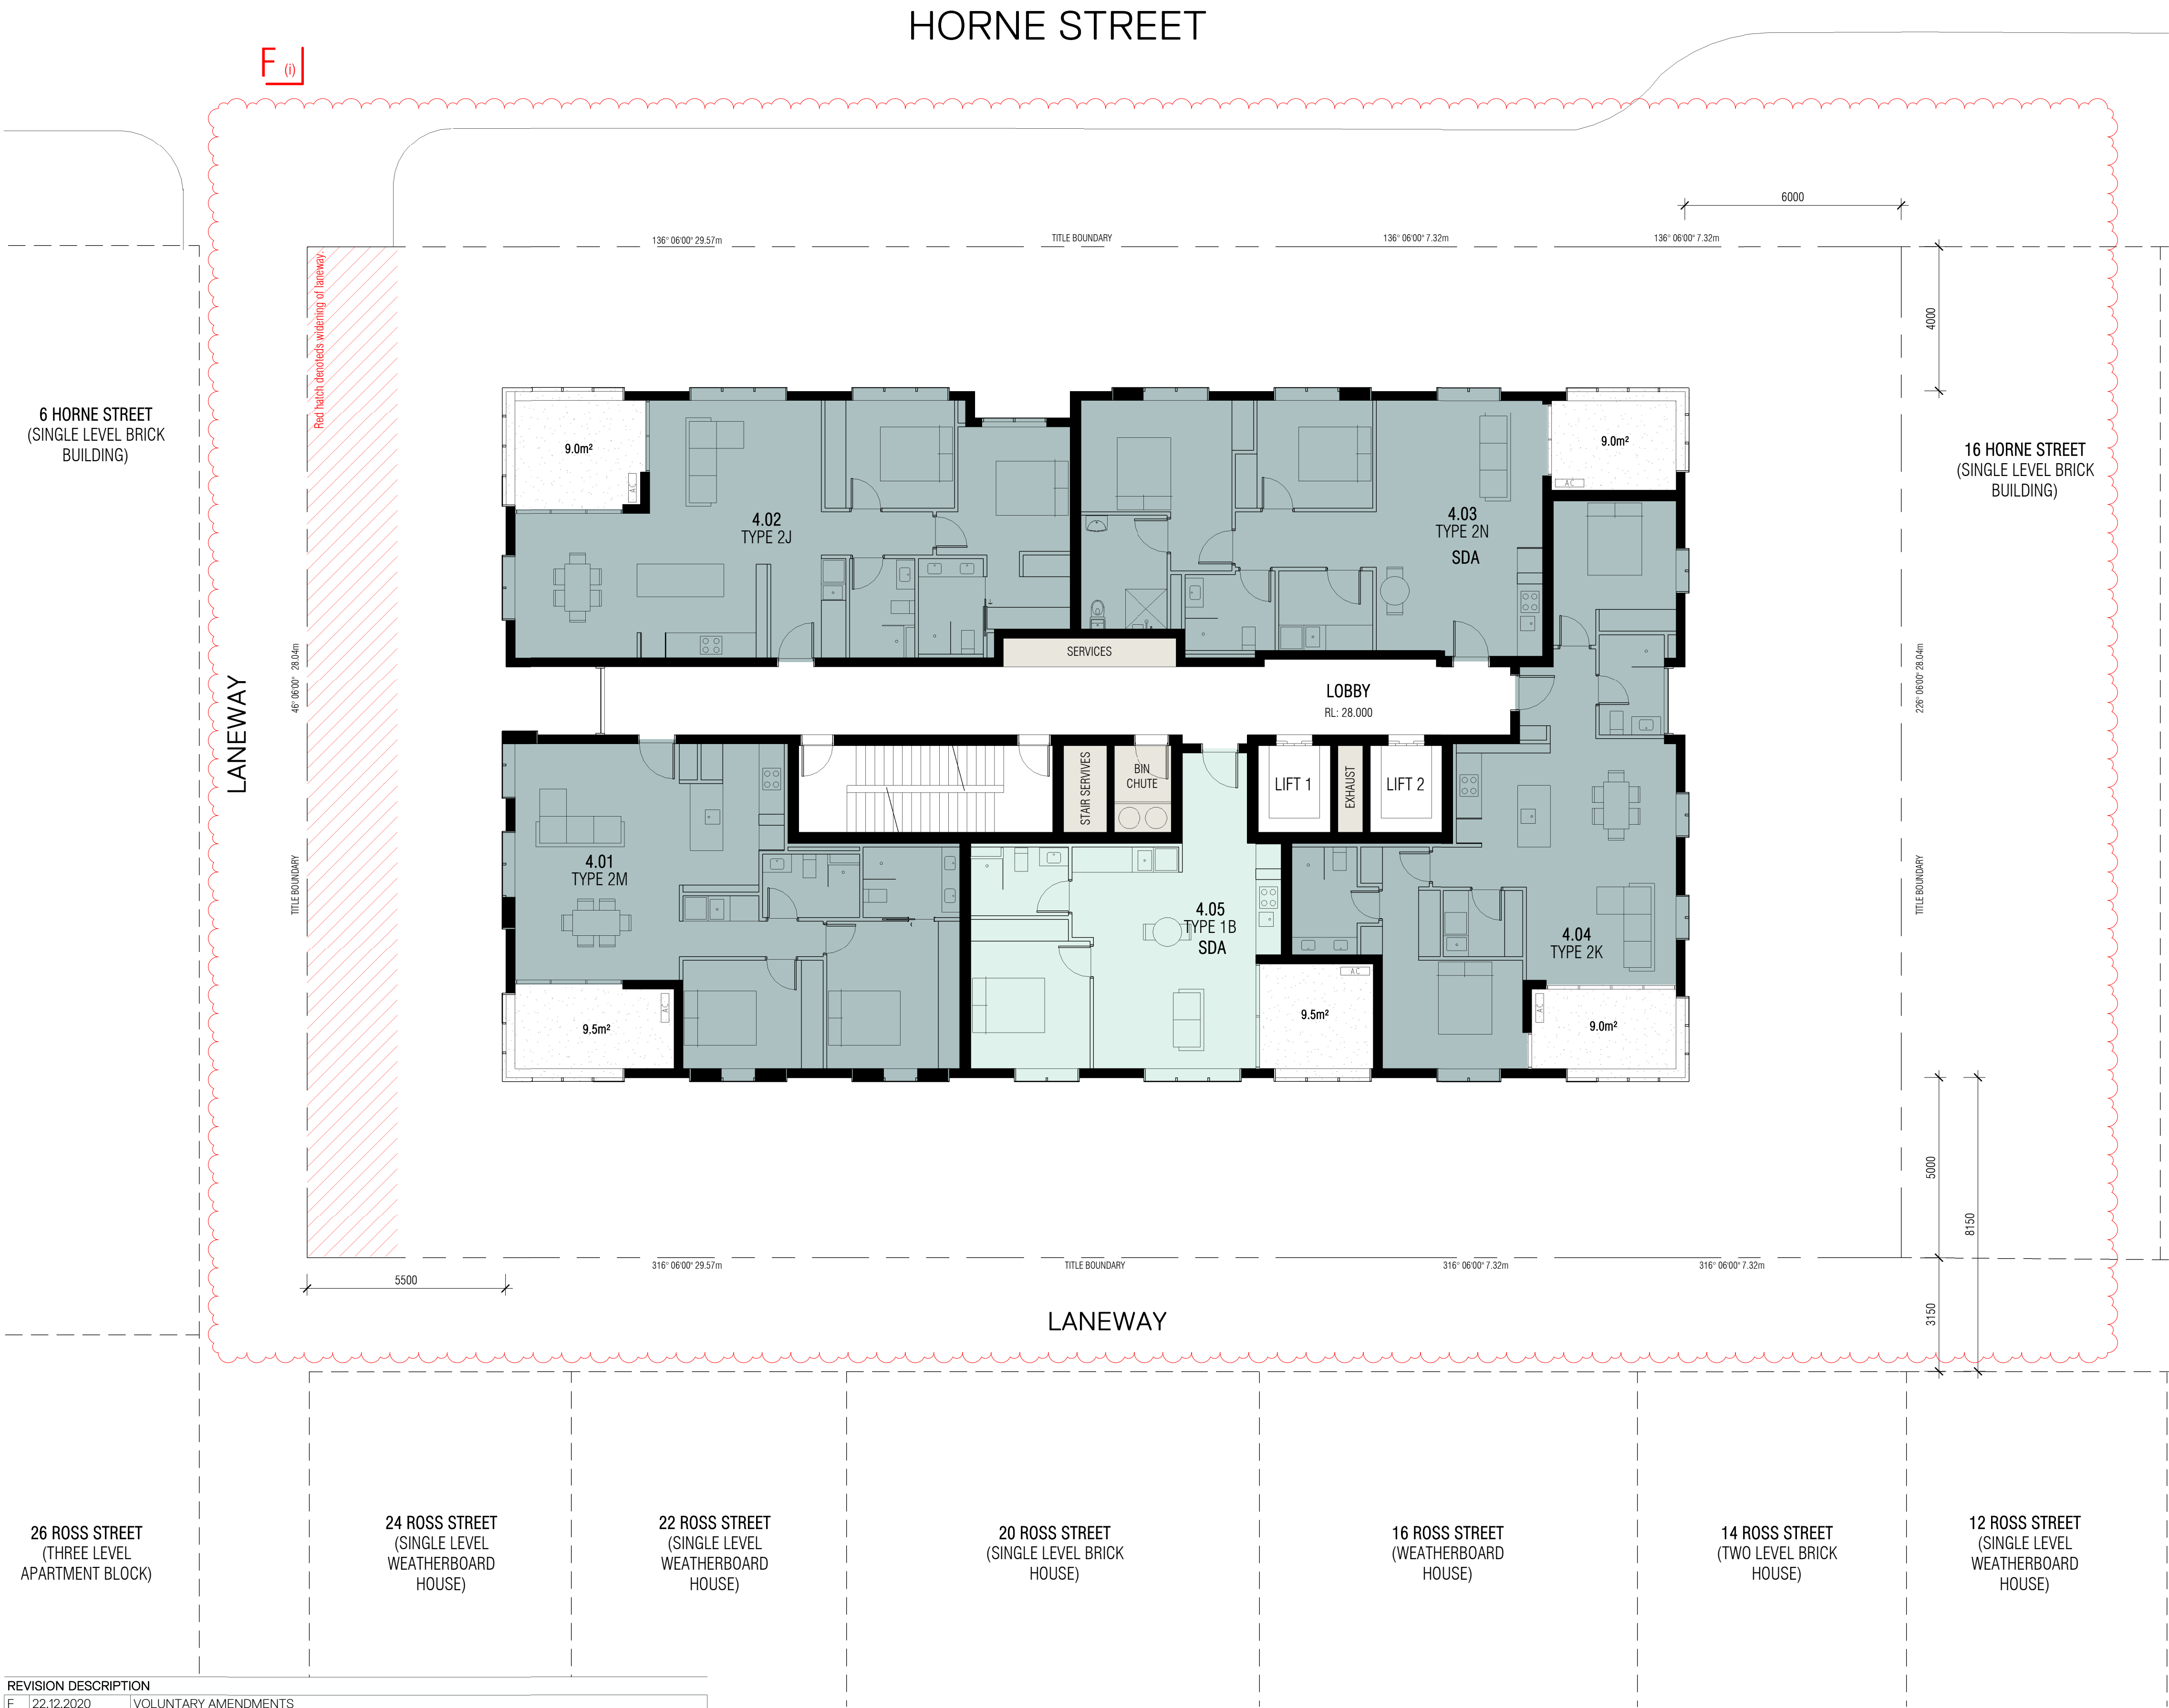 HORNE STREET
F (i)
6000
136° 06'00" 29.57m
TITLE BOUNDARY
136° 06'00" 7.32m
136° 06'00" 7.32m
Red hatch denoteds widening of laneway.
4000
6 HORNE STREET
(SINGLE LEVEL BRICK
BUILDING)
9.0m²
AC
4.02
TYPE 2J
4.03
TYPE 2N
SDA
9.0m²
AC
16 HORNE STREET
(SINGLE LEVEL BRICK
BUILDING)
LANEWAY
46° 06'00" 28.04m
TITLE BOUNDARY
SERVICES
LOBBY
RL: 28.000
226° 06'00" 28.04m
TITLE BOUNDARY
STAIR SERVIVES
BIN
CHUTE
LIFT 1
EXHAUST
LIFT 2
4.01
TYPE 2M
4.05
TYPE 1B
SDA
4.04
TYPE 2K
9.5m²
AC
9.5m²
AC
9.0m²
AC
5000
8150
3150
316° 06'00" 29.57m
TITLE BOUNDARY
316° 06'00" 7.32m
316° 06'00" 7.32m
5500
LANEWAY
26 ROSS STREET
(THREE LEVEL
APARTMENT BLOCK)
24 ROSS STREET
(SINGLE LEVEL
WEATHERBOARD
HOUSE)
22 ROSS STREET
(SINGLE LEVEL
WEATHERBOARD
HOUSE)
20 ROSS STREET
(SINGLE LEVEL BRICK
HOUSE)
16 ROSS STREET
(WEATHERBOARD
HOUSE)
14 ROSS STREET
(TWO LEVEL BRICK
HOUSE)
12 ROSS STREET
(SINGLE LEVEL
WEATHERBOARD
HOUSE)
REVISION DESCRIPTION
F 22.12.2020 VOLUNTARY AMENDMENTS